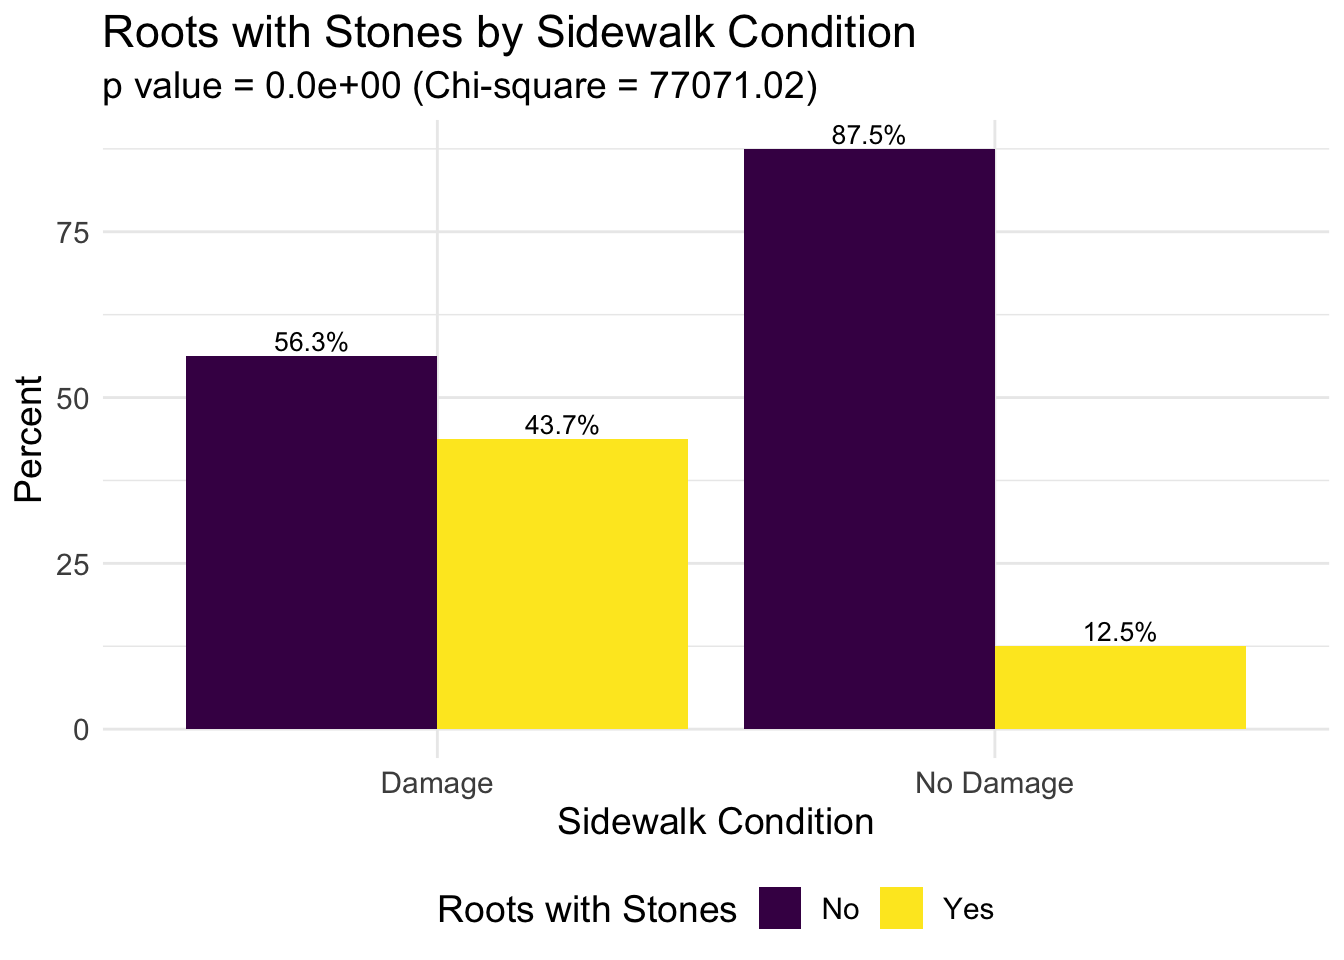 Roots with Stones by Sidewalk Condition
p value = 0.0e+00 (Chi-square = 77071.02)
87.5%
75
56.3%
50
43.7%
Percent
25
12.5%
0
Damage
No Damage
Sidewalk Condition
Roots with Stones No Yes